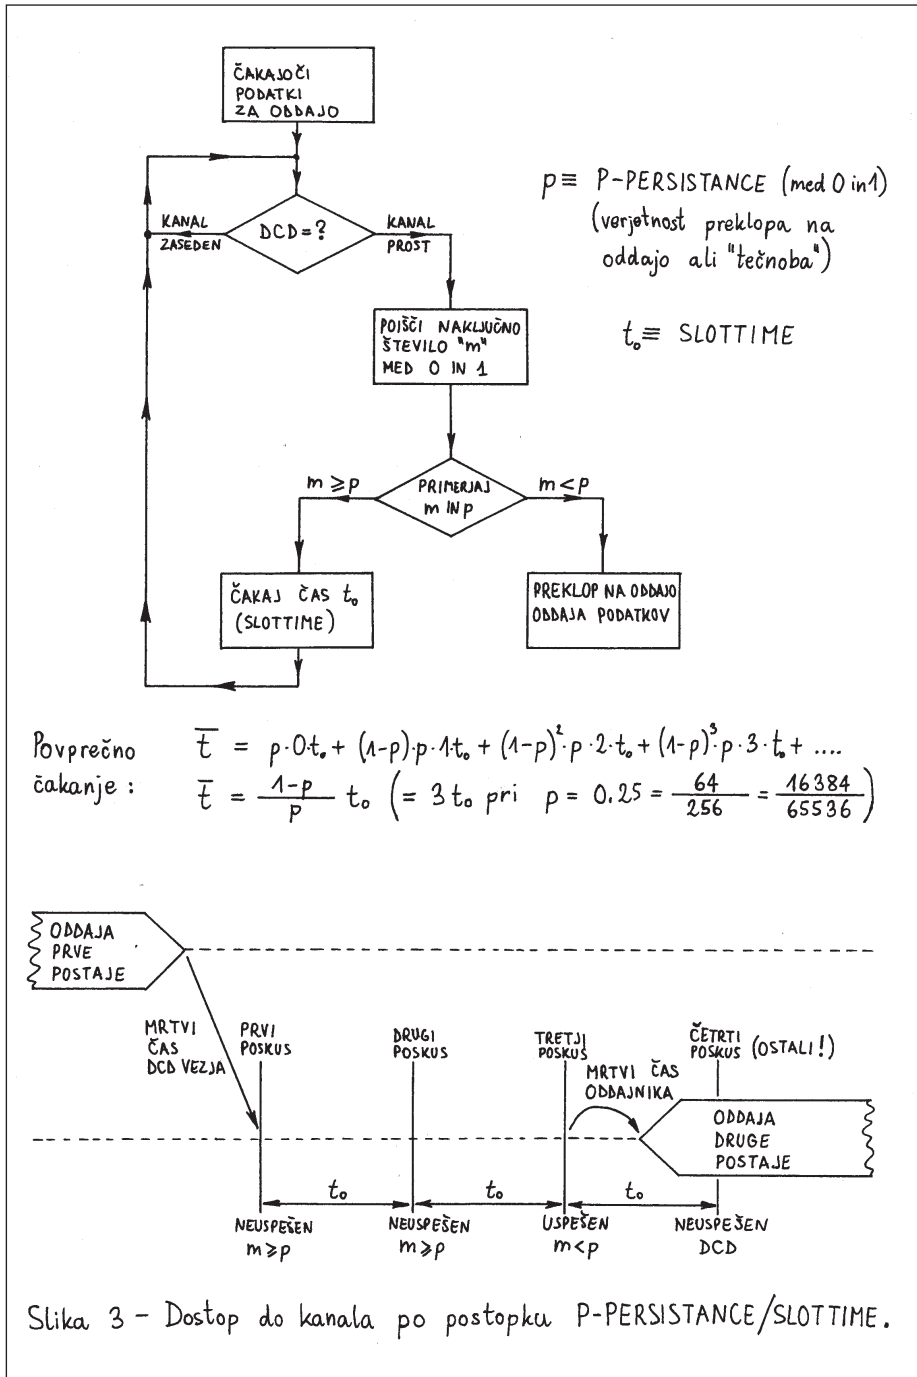 ČAKAJOČI
PODATKI
ZA ODDAJO
KANAL
ZASEDEN
DCD=?
KANAL
PROST
p≡ P-PERSISTANCE (med 0 in 1)
(verjetnost preklopa na
oddajo ali "tečnoba")
POIŠČI NAKLJUČNO
ŠTEVILO "m"
MED 0 IN 1
t₀≡ SLOTTIME
m≥p
PRIMERJAJ
m IN p
m<p
ČAKAJ ČAS t₀
(SLOTTIME)
PREKLOP NA ODDAJO
ODDAJA PODATKOV
Povprečno
čakanje :
t̅ = p·0·t₀ + (1-p)·p·1·t₀ + (1-p)²·p·2·t₀ + (1-p)³·p·3·t₀ + ....
t̅ = (1-p)/p t₀ (= 3t₀ pri p = 0.25 = 64/256 = 16384/65536)
ODDAJA
PRVE
POSTAJE
MRTVI
ČAS
DCD VEZJA
PRVI
POSKUS
DRUGI
POSKUS
TRETJI
POSKUS
ČETRTI
POSKUS (OSTALI!)
MRTVI ČAS
ODDAJNIKA
ODDAJA
DRUGE
POSTAJE
t₀
t₀
t₀
NEUSPEŠEN
m≥p
NEUSPEŠEN
m≥p
USPEŠEN
m<p
NEUSPEŠEN
DCD
Slika 3 - Dostop do kanala po postopku P-PERSISTANCE/SLOTTIME.